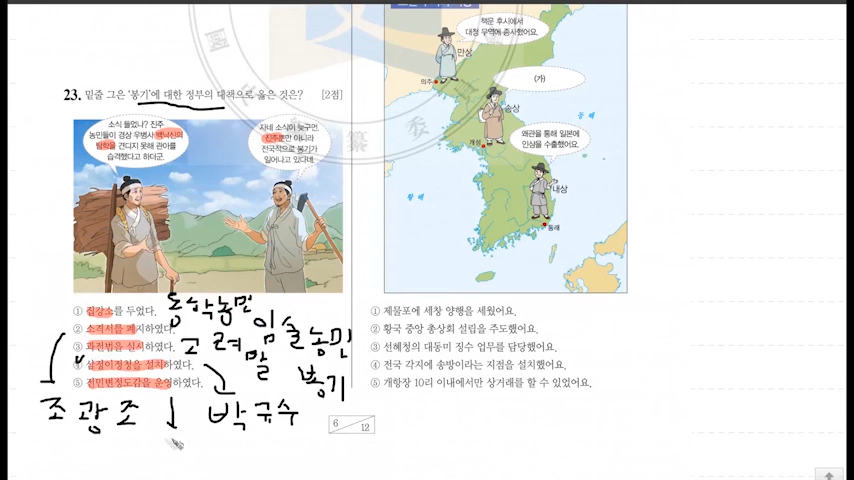 23. 밑줄 그은 '봉기'에 대한 정부의 대책으로 옳은 것은? [2점]
소식 들었나? 진주
농민들이 경상 우병사 백낙신의
탐학을 견디지 못해 관아를
습격했다고 하더군.
자네 소식이 늦구먼.
진주뿐만 아니라
전국적으로 봉기가
일어나고 있다네.
① 집강소를 두었다.
② 소격서를 폐지하였다.
③ 과전법을 실시하였다.
④ 삼정이정청을 설치하였다.
⑤ 전민변정도감을 운영하였다.
동학농민
임술농민
봉기
고려말
조광조
박규수
6
12
책문 후시에서
대청 무역에 종사했어요.
만상
의주
(가)
송상
개성
동해
왜관을 통해 일본에
인삼을 수출했어요.
내상
동래
황해
① 제물포에 세창 양행을 세웠어요.
② 황국 중앙 총상회 설립을 주도했어요.
③ 선혜청의 대동미 징수 업무를 담당했어요.
④ 전국 각지에 송방이라는 지점을 설치했어요.
⑤ 개항장 10리 이내에서만 상거래를 할 수 있었어요.